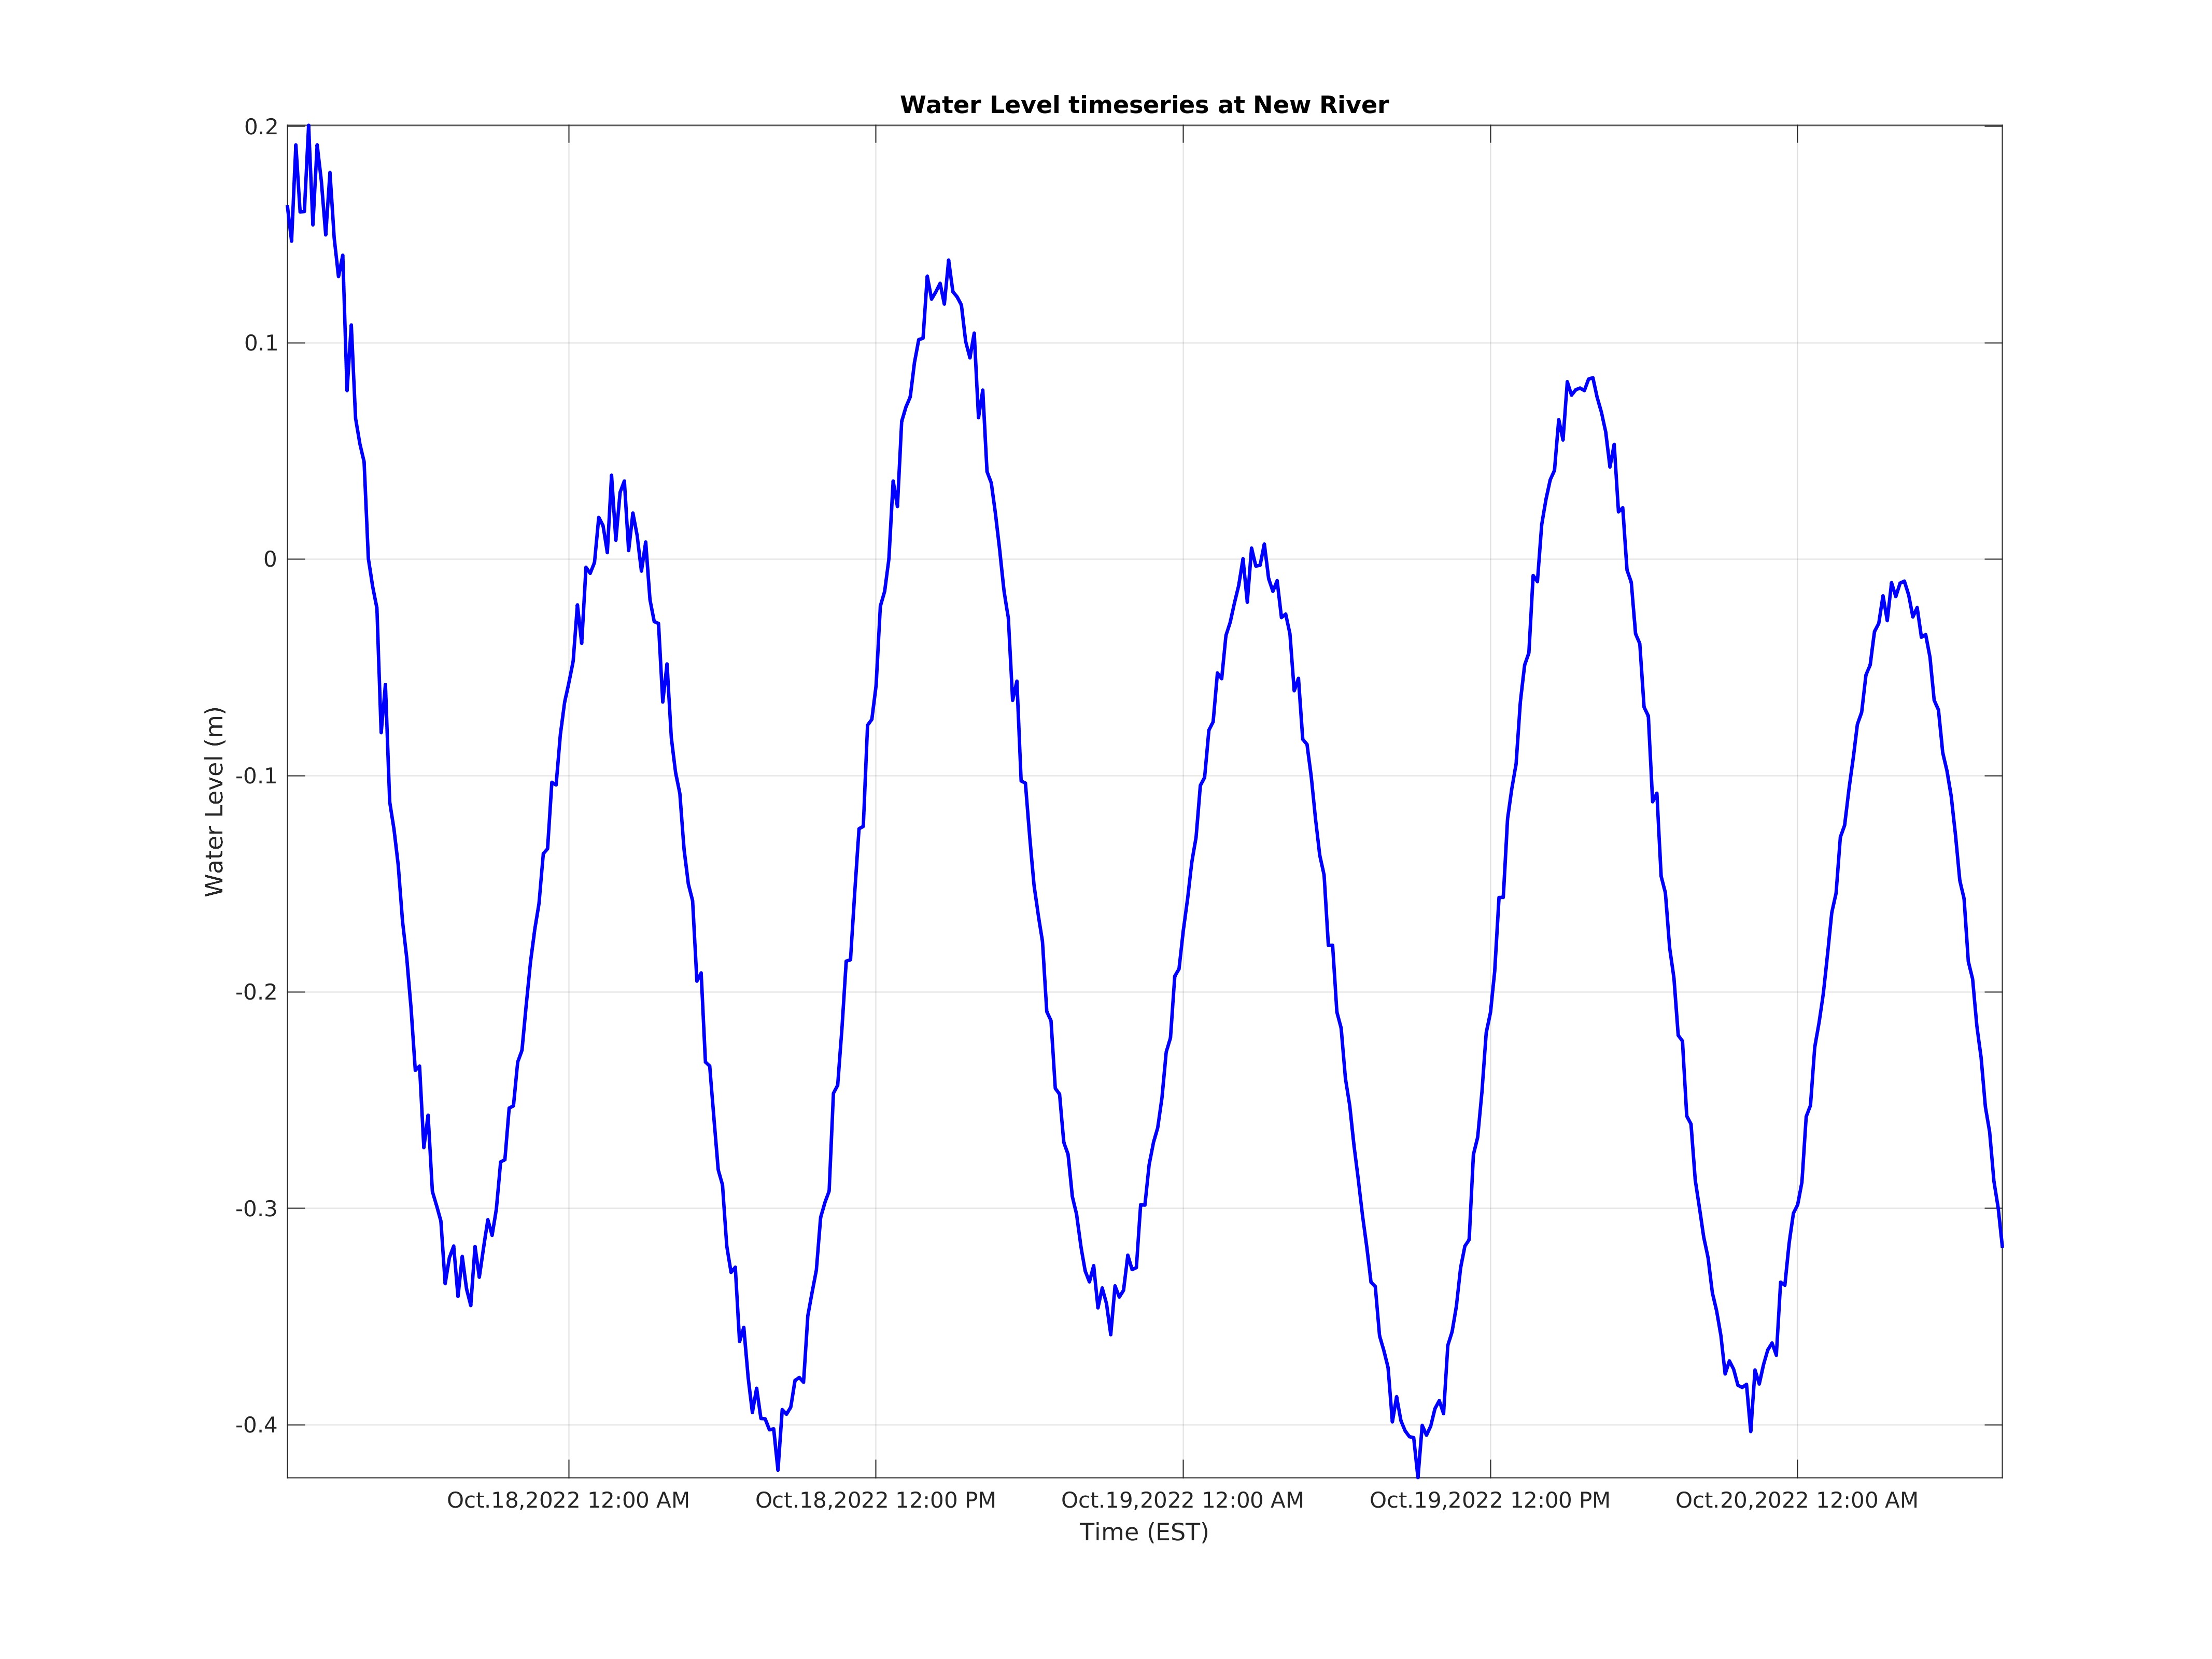 Water Level timeseries at New River
0.2
0.1
0
-0.1
-0.2
-0.3
-0.4
Water Level (m)
Oct.18,2022 12:00 AM
Oct.18,2022 12:00 PM
Oct.19,2022 12:00 AM
Oct.19,2022 12:00 PM
Oct.20,2022 12:00 AM
Time (EST)